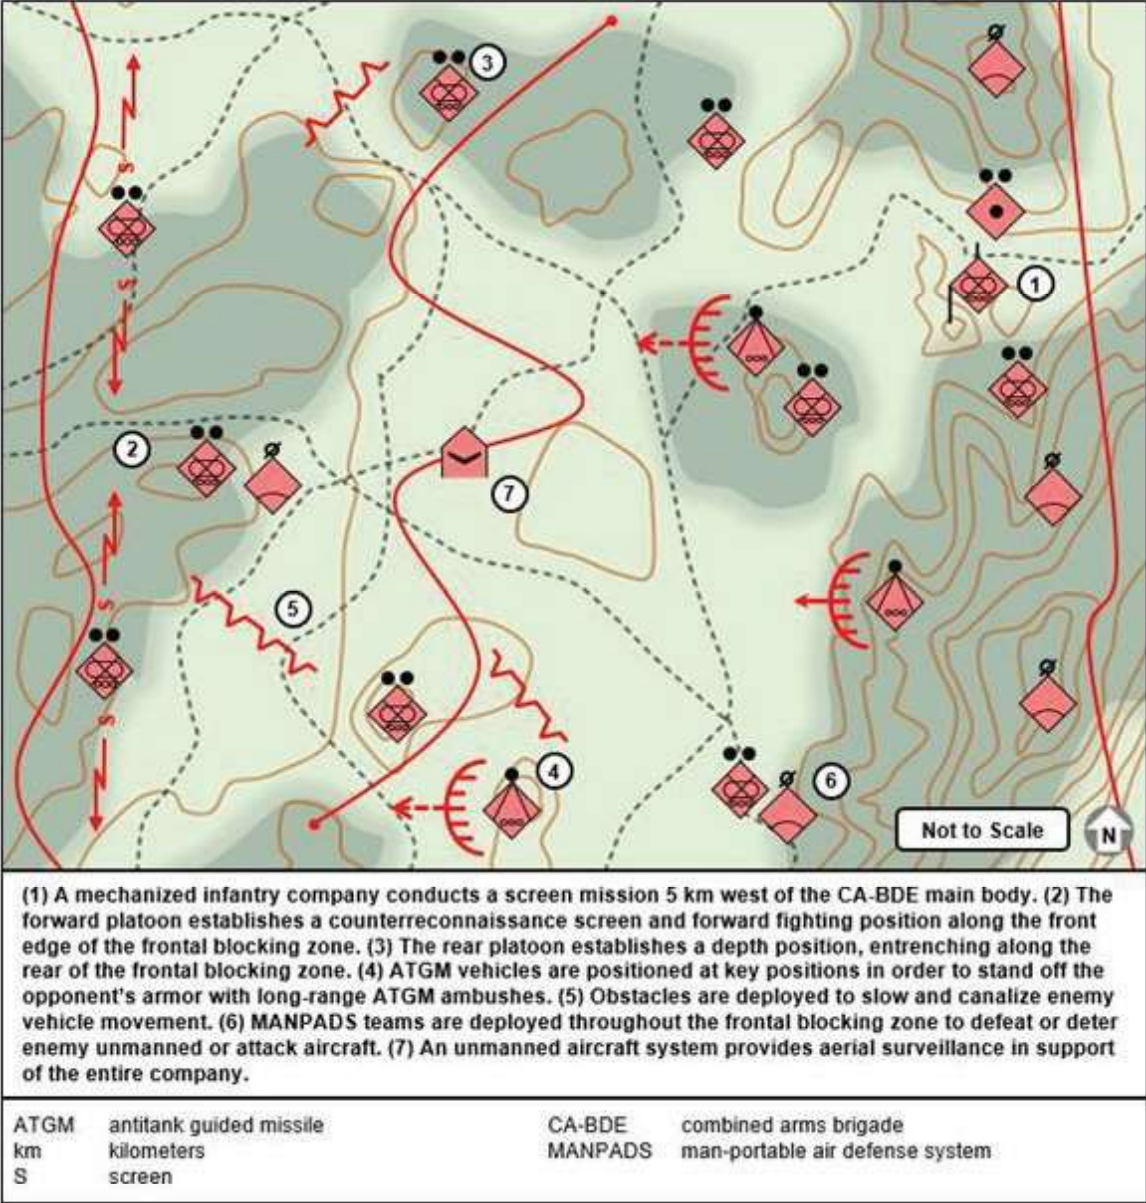 3
S
1
S
2
7
5
S
4
6
S
Not to Scale
N
(1) A mechanized infantry company conducts a screen mission 5 km west of the CA-BDE main body. (2) The
forward platoon establishes a counterreconnaissance screen and forward fighting position along the front
edge of the frontal blocking zone. (3) The rear platoon establishes a depth position, entrenching along the
rear of the frontal blocking zone. (4) ATGM vehicles are positioned at key positions in order to stand off the
opponent's armor with long-range ATGM ambushes. (5) Obstacles are deployed to slow and canalize enemy
vehicle movement. (6) MANPADS teams are deployed throughout the frontal blocking zone to defeat or deter
enemy unmanned or attack aircraft. (7) An unmanned aircraft system provides aerial surveillance in support
of the entire company.
ATGM antitank guided missile
km kilometers
S screen
CA-BDE combined arms brigade
MANPADS man-portable air defense system